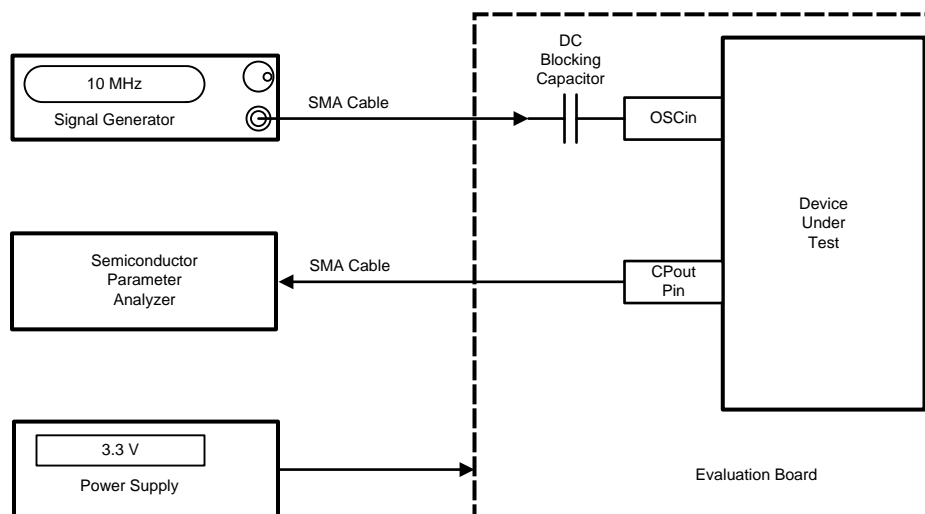 10 MHz
Signal Generator
SMA Cable
DC
Blocking
Capacitor
OSCin
Device
Under
Test
Semiconductor
Parameter
Analyzer
SMA Cable
CPout
Pin
3.3 V
Power Supply
Evaluation Board